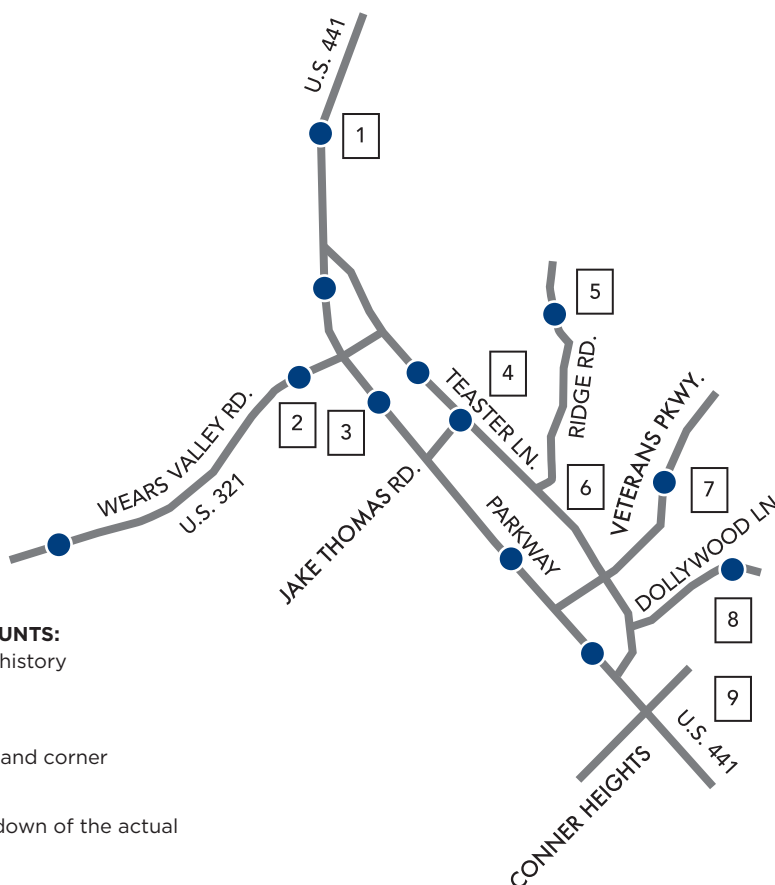 U.S. 441
1
5
4
TEASTER LN.
RIDGE RD.
VETERANS PKWY.
2
3
WEARS VALLEY RD.
U.S. 321
6
7
JAKE THOMAS RD.
PARKWAY
DOLLYWOOD LN
8
UNTS:
history
9
U.S. 441
and corner
CONNER HEIGHTS
down of the actual